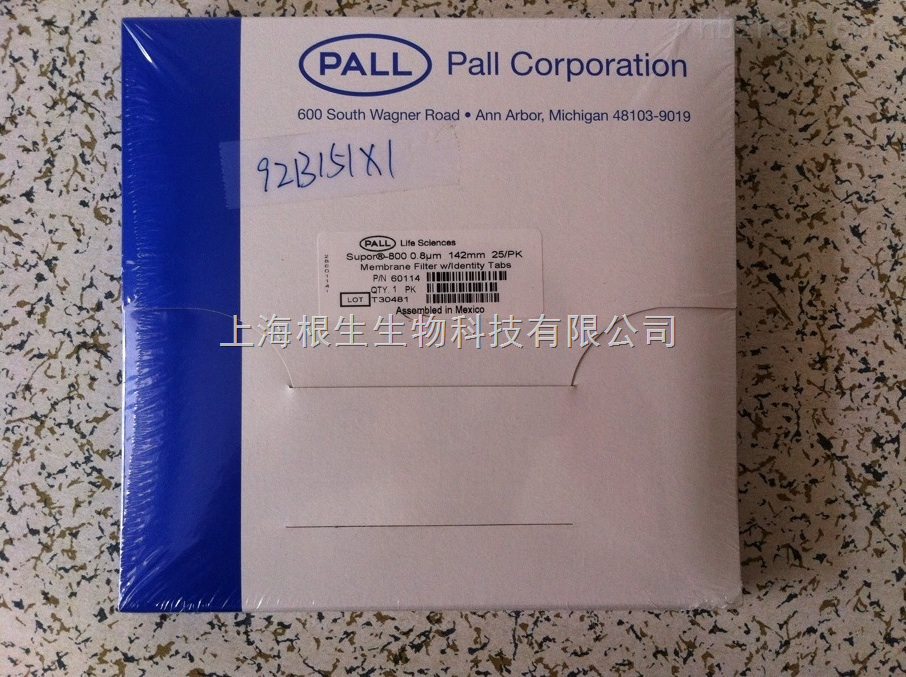 PALL Pall Corporation
600 South Wagner Road • Ann Arbor, Michigan 48103-9019
92B151X1
PALL Life Sciences
Supor®-800 0.8µm 142mm 25/PK
Membrane Filter w/Identity Tabs
P/N 60114
QTY. 1 PK
LOT T30481
Assembled in Mexico
上海根生生物科技有限公司